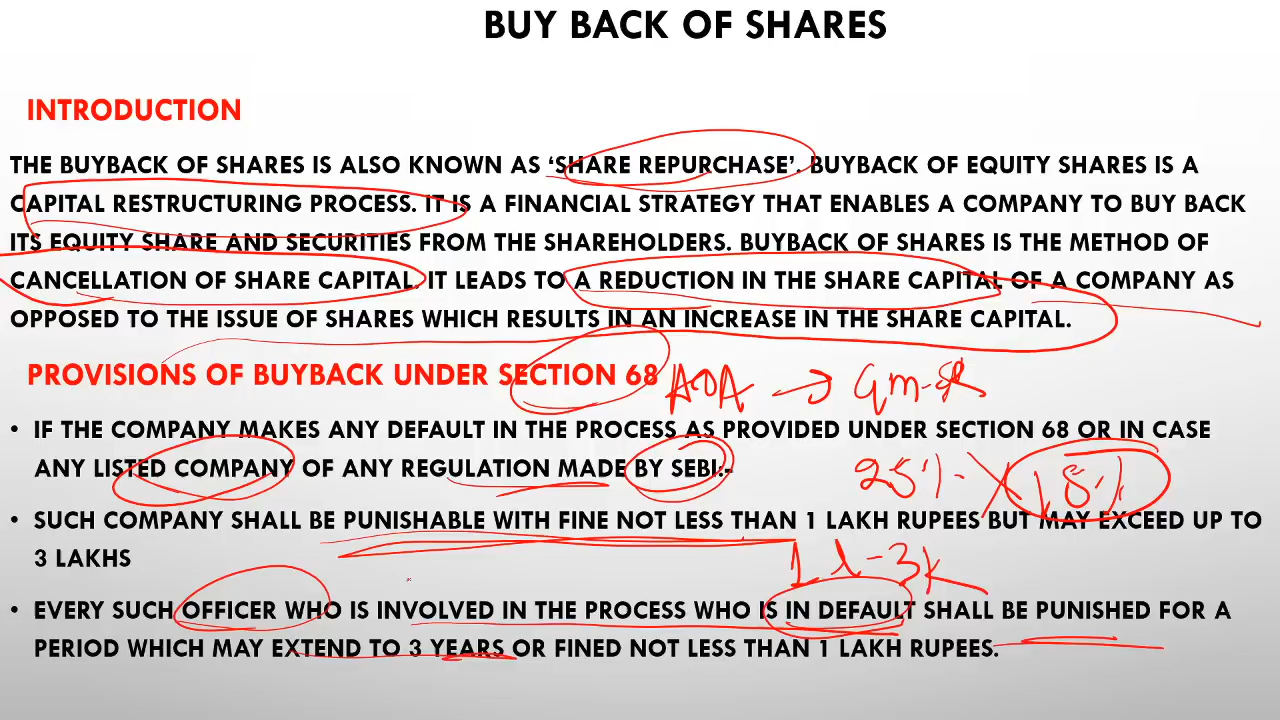 BUY BACK OF SHARES
INTRODUCTION
THE BUYBACK OF SHARES IS ALSO KNOWN AS ‘SHARE REPURCHASE’. BUYBACK OF EQUITY SHARES IS A
CAPITAL RESTRUCTURING PROCESS. IT IS A FINANCIAL STRATEGY THAT ENABLES A COMPANY TO BUY BACK
ITS EQUITY SHARE AND SECURITIES FROM THE SHAREHOLDERS. BUYBACK OF SHARES IS THE METHOD OF
CANCELLATION OF SHARE CAPITAL. IT LEADS TO A REDUCTION IN THE SHARE CAPITAL OF A COMPANY AS
OPPOSED TO THE ISSUE OF SHARES WHICH RESULTS IN AN INCREASE IN THE SHARE CAPITAL.
PROVISIONS OF BUYBACK UNDER SECTION 68 AOA →
• IF THE COMPANY MAKES ANY DEFAULT IN THE PROCESS AS PROVIDED UNDER SECTION 68 OR IN CASE
ANY LISTED COMPANY OF ANY REGULATION MADE BY SEBI:-
25%
• SUCH COMPANY SHALL BE PUNISHABLE WITH FINE NOT LESS THAN 1 LAKH RUPEES BUT MAY EXCEED UP TO
3 LAKHS
• EVERY SUCH OFFICER WHO IS INVOLVED IN THE PROCESS WHO IS IN DEFAULT SHALL BE PUNISHED FOR A
PERIOD WHICH MAY EXTEND TO 3 YEARS OR FINED NOT LESS THAN 1 LAKH RUPEES.